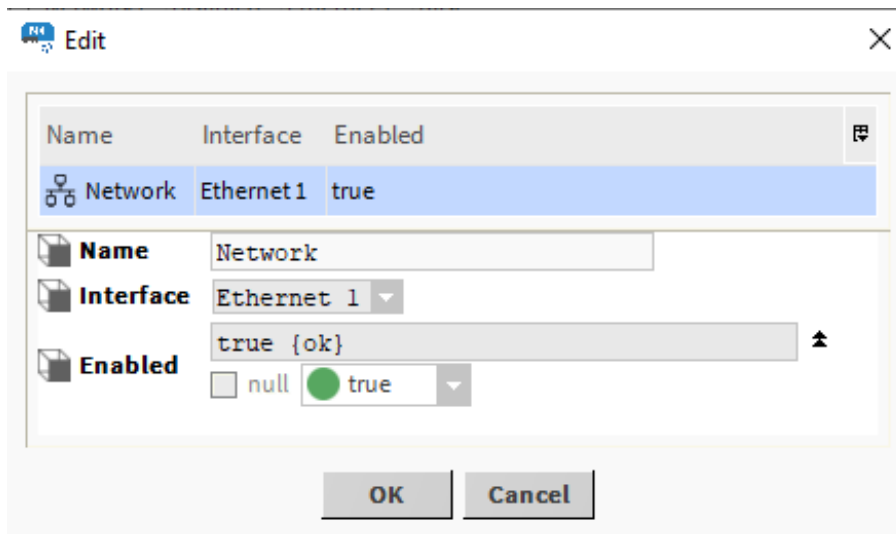 Edit
Name Interface Enabled
Network Ethernet 1 true
Name Network
Interface Ethernet 1
true {ok}
Enabled
null true
OK Cancel